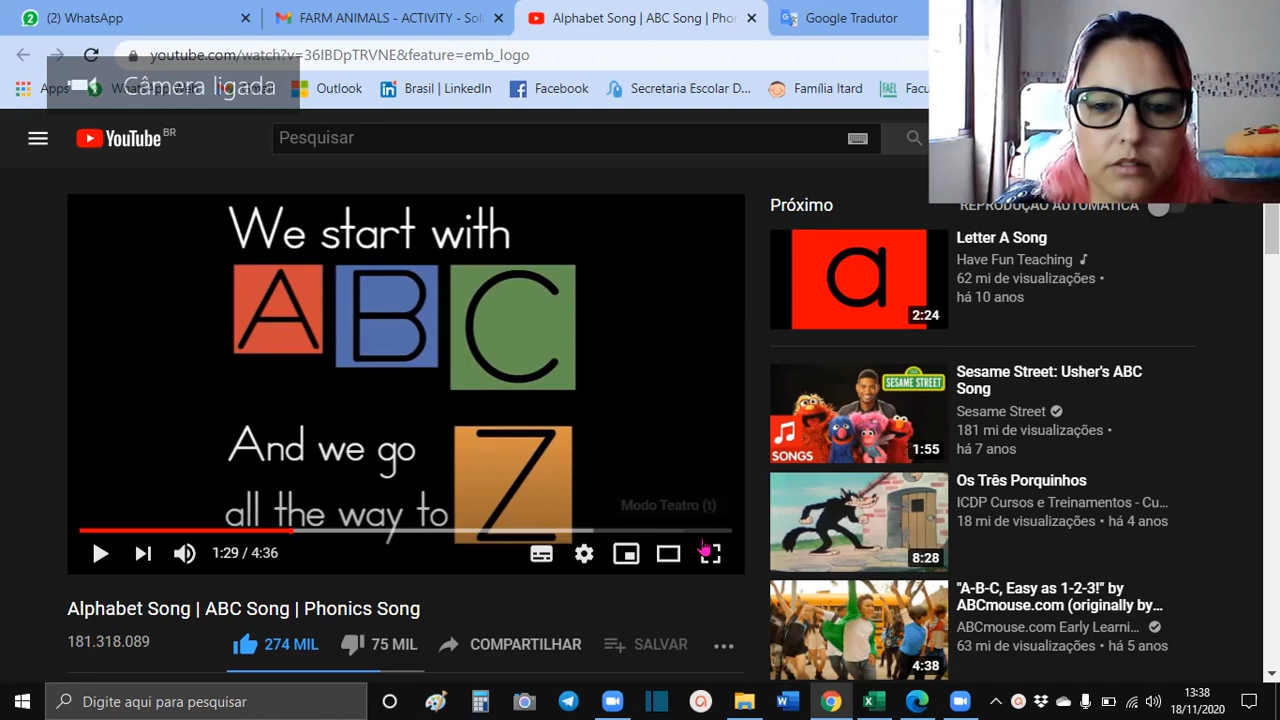 (2) WhatsApp
FARM ANIMALS - ACTIVITY - Sol
Alphabet Song | ABC Song | Phon
Google Tradutor
youtube.com/watch?v=36IBDpTRVNE&feature=emb_logo
Câmera ligada
Apps
Outlook
Brasil | LinkedIn
Facebook
Secretaria Escolar D...
Família Itard
FAEL
Facu
YouTube BR
Pesquisar
We start with
A B C
And we go
all the way to Z
Modo Teatro (t)
1:29 / 4:36
Alphabet Song | ABC Song | Phonics Song
181.318.089
274 MIL
75 MIL
COMPARTILHAR
SALVAR
Próximo
REPRODUÇÃO AUTOMÁTICA
a
2:24
Letter A Song
Have Fun Teaching
62 mi de visualizações •
há 10 anos
SESAME STREET
SONGS
1:55
Sesame Street: Usher's ABC
Song
Sesame Street
181 mi de visualizações •
há 7 anos
8:28
Os Três Porquinhos
ICDP Cursos e Treinamentos - Cu...
18 mi de visualizações • há 4 anos
4:38
"A-B-C, Easy as 1-2-3!" by
ABCmouse.com (originally by...
ABCmouse.com Early Learni...
63 mi de visualizações • há 5 anos
Digite aqui para pesquisar
13:38
18/11/2020